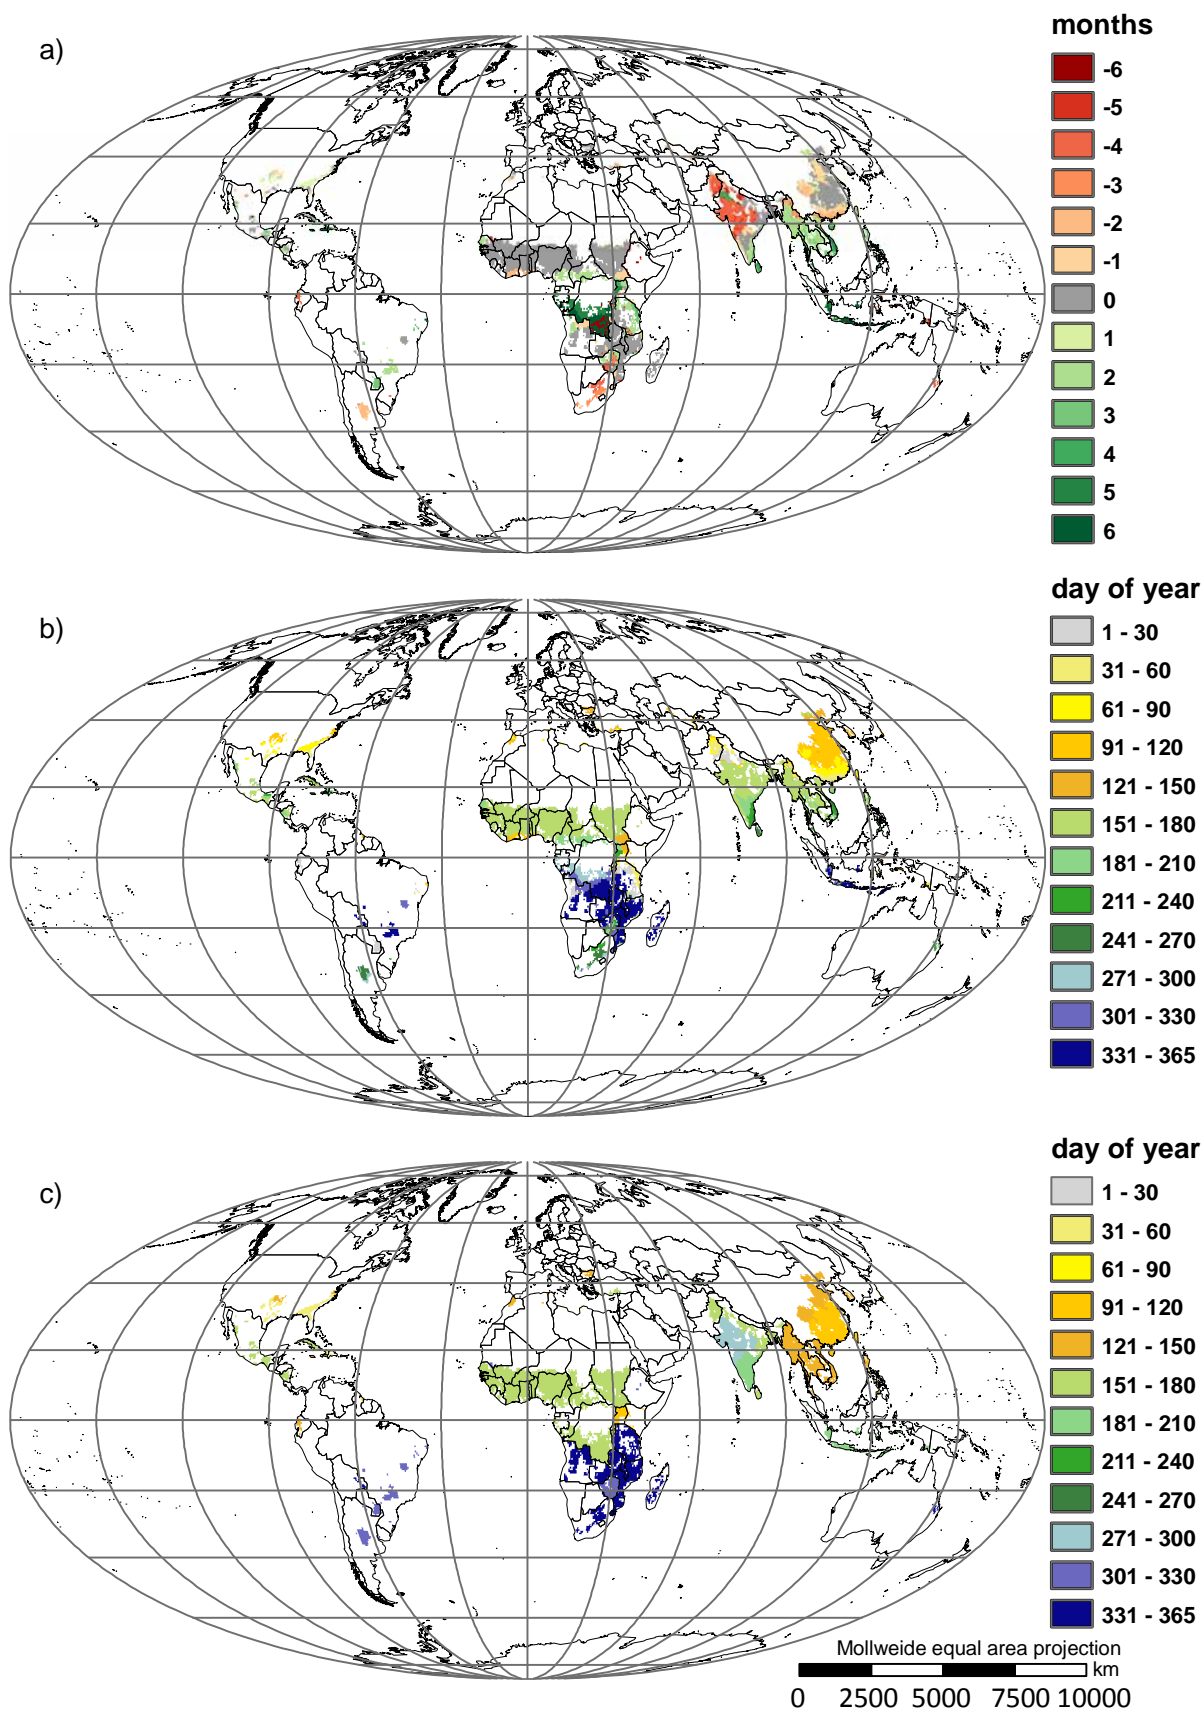 a)
months
-6
-5
-4
-3
-2
-1
0
1
2
3
4
5
6
b)
day of year
1 - 30
31 - 60
61 - 90
91 - 120
121 - 150
151 - 180
181 - 210
211 - 240
241 - 270
271 - 300
301 - 330
331 - 365
c)
day of year
1 - 30
31 - 60
61 - 90
91 - 120
121 - 150
151 - 180
181 - 210
211 - 240
241 - 270
271 - 300
301 - 330
331 - 365
Mollweide equal area projection
km
0 2500 5000 7500 10000